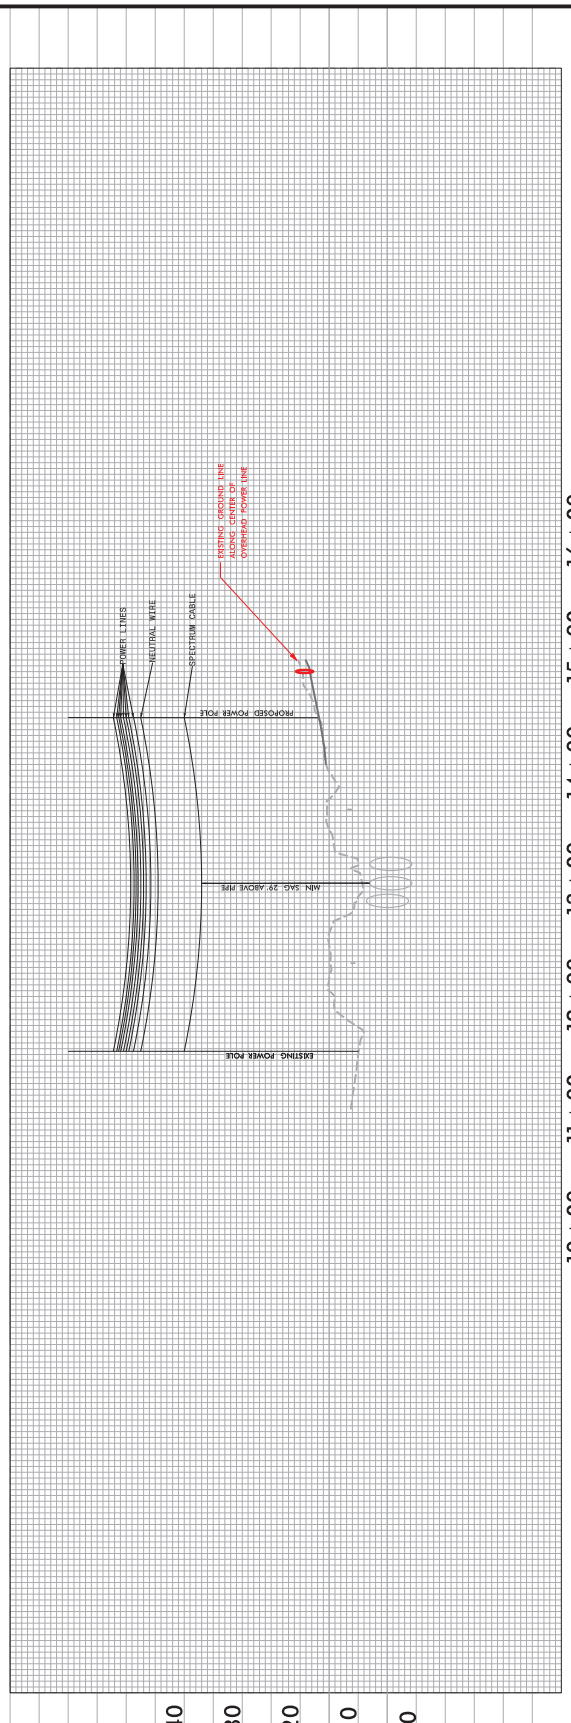 POWER LINES
NEUTRAL WIRE
SPECTRUM CABLE
EXISTING GROUND LINE
ALONG CENTER OF
OVERHEAD POWER LINE
PROPOSED POWER POLE
MIN SAG 29' ABOVE PIPE
EXISTING POWER POLE